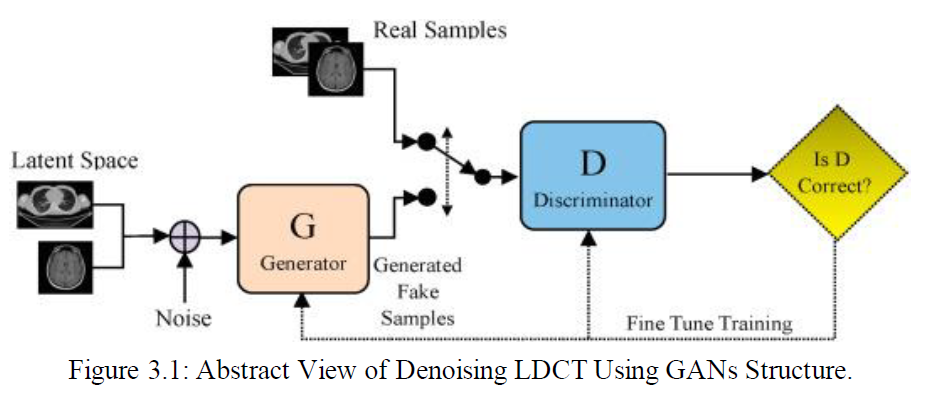 Real Samples
Latent Space
Is D
Correct?
D
Discriminator
G
Generator
Generated
Fake
Samples
Noise
Fine Tune Training
Figure 3.1: Abstract View of Denoising LDCT Using GANs Structure.